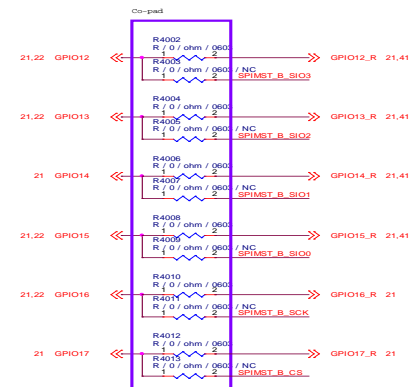 Co-pad
R4002
R / 0 / ohm / 0603
21,22 GPIO12 1 2 GPIO12_R 21,41
R4003
R / 0 / ohm / 0603 / NC
1 2 SPIMST_B_SIO3
R4004
R / 0 / ohm / 0603
21,22 GPIO13 1 2 GPIO13_R 21,41
R4005
R / 0 / ohm / 0603 / NC
1 2 SPIMST_B_SIO2
R4006
R / 0 / ohm / 0603
21 GPIO14 1 2 GPIO14_R 21,41
R4007
R / 0 / ohm / 0603 / NC
1 2 SPIMST_B_SIO1
R4008
R / 0 / ohm / 0603
21,22 GPIO15 1 2 GPIO15_R 21,41
R4009
R / 0 / ohm / 0603 / NC
1 2 SPIMST_B_SIO0
R4010
R / 0 / ohm / 0603
21,22 GPIO16 1 2 GPIO16_R 21
R4011
R / 0 / ohm / 0603 / NC
1 2 SPIMST_B_SCK
R4012
R / 0 / ohm / 0603
21 GPIO17 1 2 GPIO17_R 21
R4013
R / 0 / ohm / 0603 / NC
1 2 SPIMST_B_CS